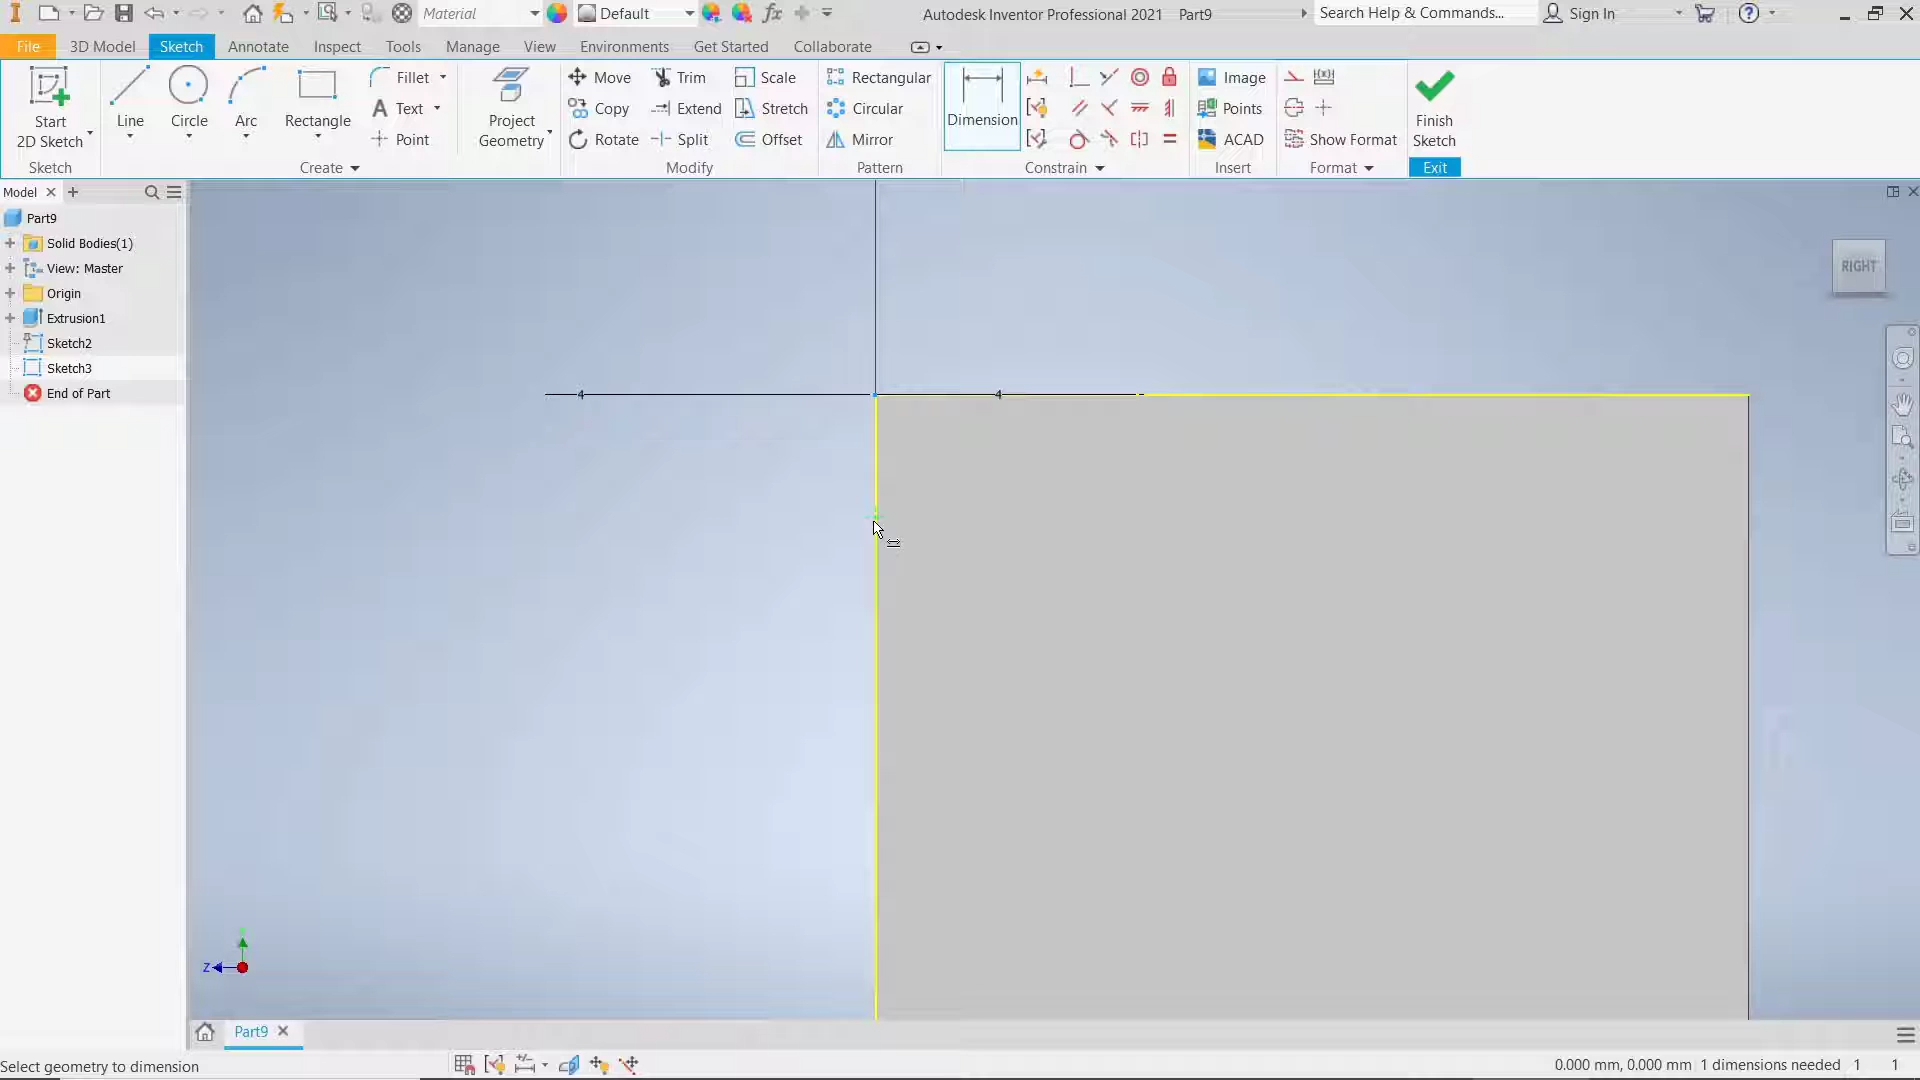 Material
Default
Autodesk Inventor Professional 2021 Part9
Search Help & Commands...
Sign In
File
3D Model
Sketch
Annotate
Inspect
Tools
Manage
View
Environments
Get Started
Collaborate
Start
2D Sketch
Line
Circle
Arc
Rectangle
Fillet
Text
Point
Project
Geometry
Move
Copy
Rotate
Trim
Extend
Split
Scale
Stretch
Offset
Rectangular
Circular
Mirror
Dimension
Image
Points
ACAD
Show Format
Finish
Sketch
Sketch
Create
Modify
Pattern
Constrain
Insert
Format
Exit
Model
Part9
Solid Bodies(1)
View: Master
Origin
Extrusion1
Sketch2
Sketch3
End of Part
RIGHT
4
4
Z
Part9
Select geometry to dimension
0.000 mm, 0.000 mm 1 dimensions needed 1 1